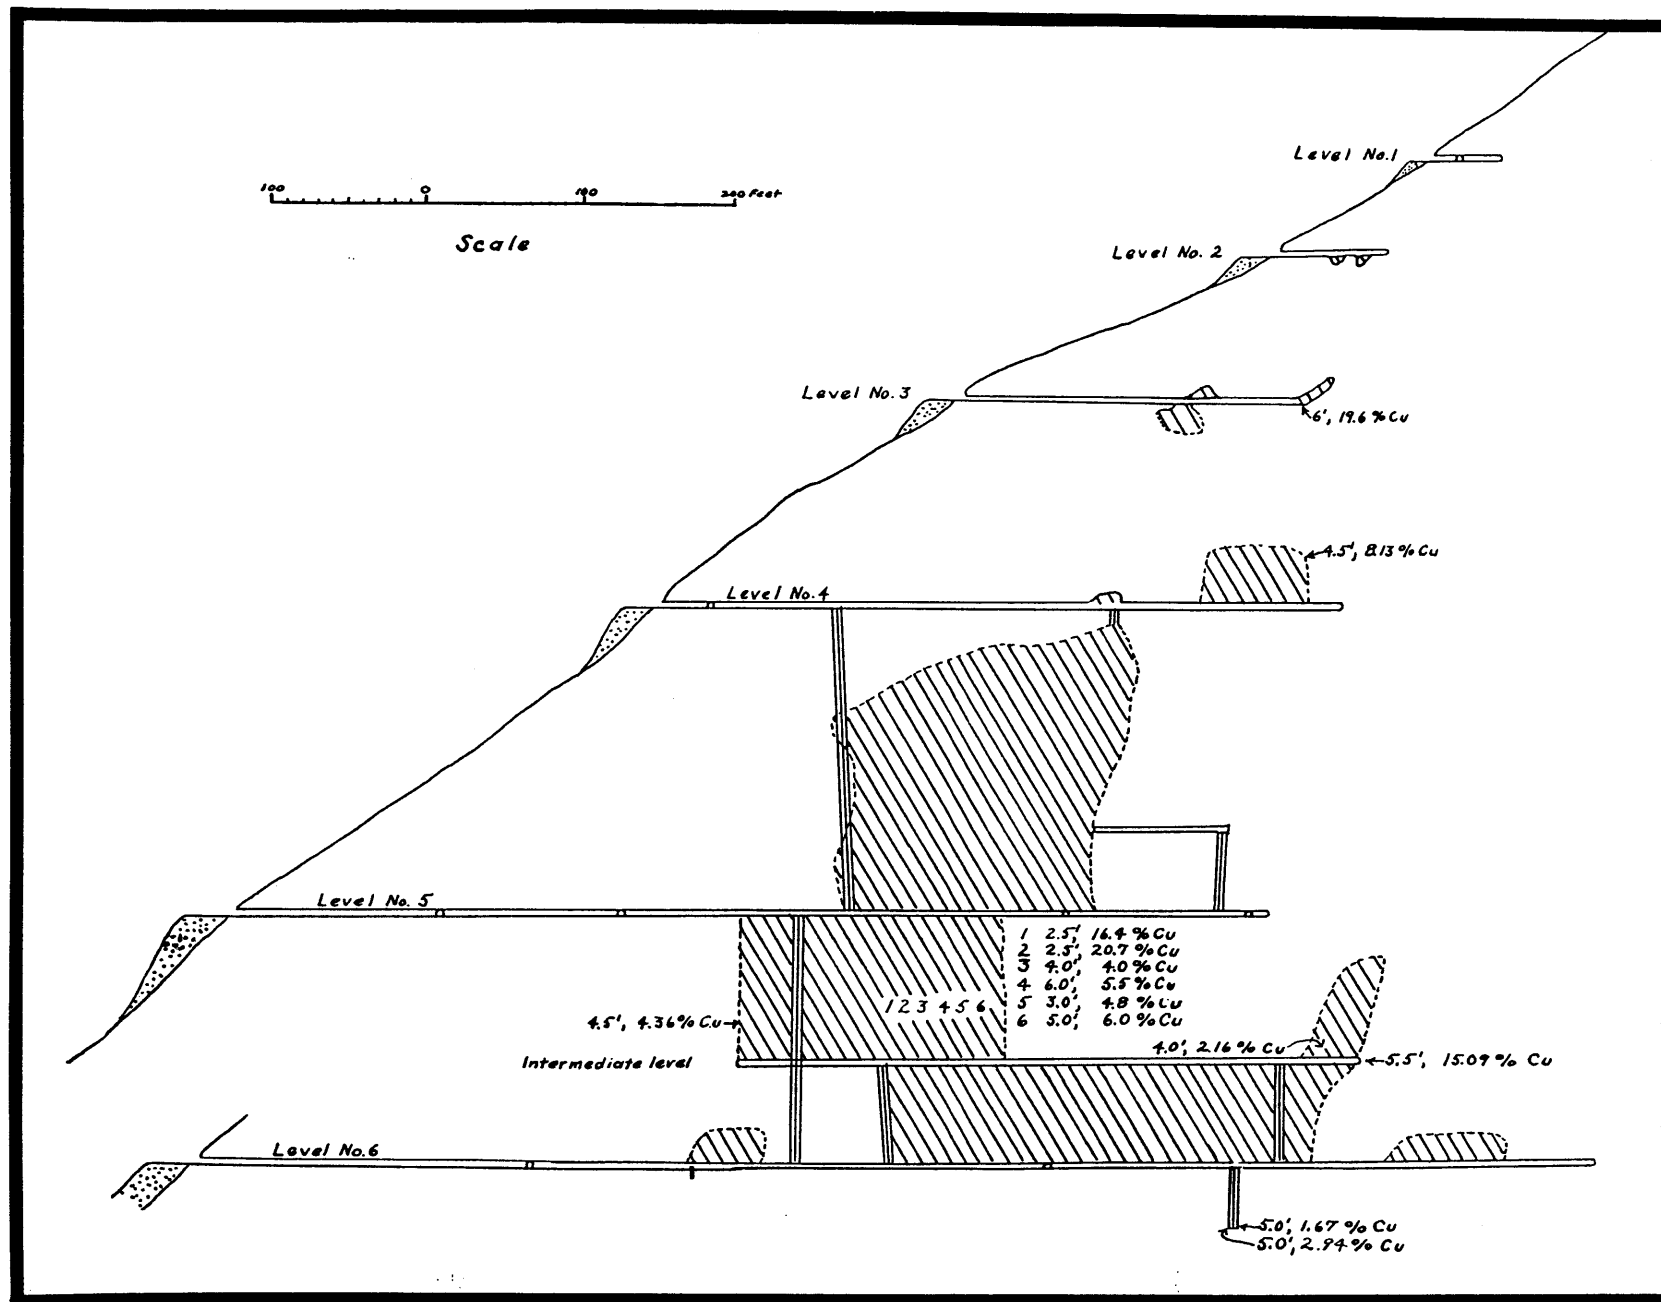 Level No.1
100 0 100 200 Feet
Scale
Level No. 2
Level No. 3
6', 19.6 % Cu
4.5', 8.13 % Cu
Level No. 4
Level No. 5
1 2.5', 16.4 % Cu
2 2.5', 20.7 % Cu
3 4.0', 4.0 % Cu
4 6.0', 5.5 % Cu
5 3.0', 4.8 % Cu
6 5.0', 6.0 % Cu
1 2 3 4 5 6
4.5', 4.36 % Cu
4.0', 2.16 % Cu
Intermediate level
5.5', 15.09 % Cu
Level No. 6
5.0', 1.67 % Cu
5.0', 2.94 % Cu